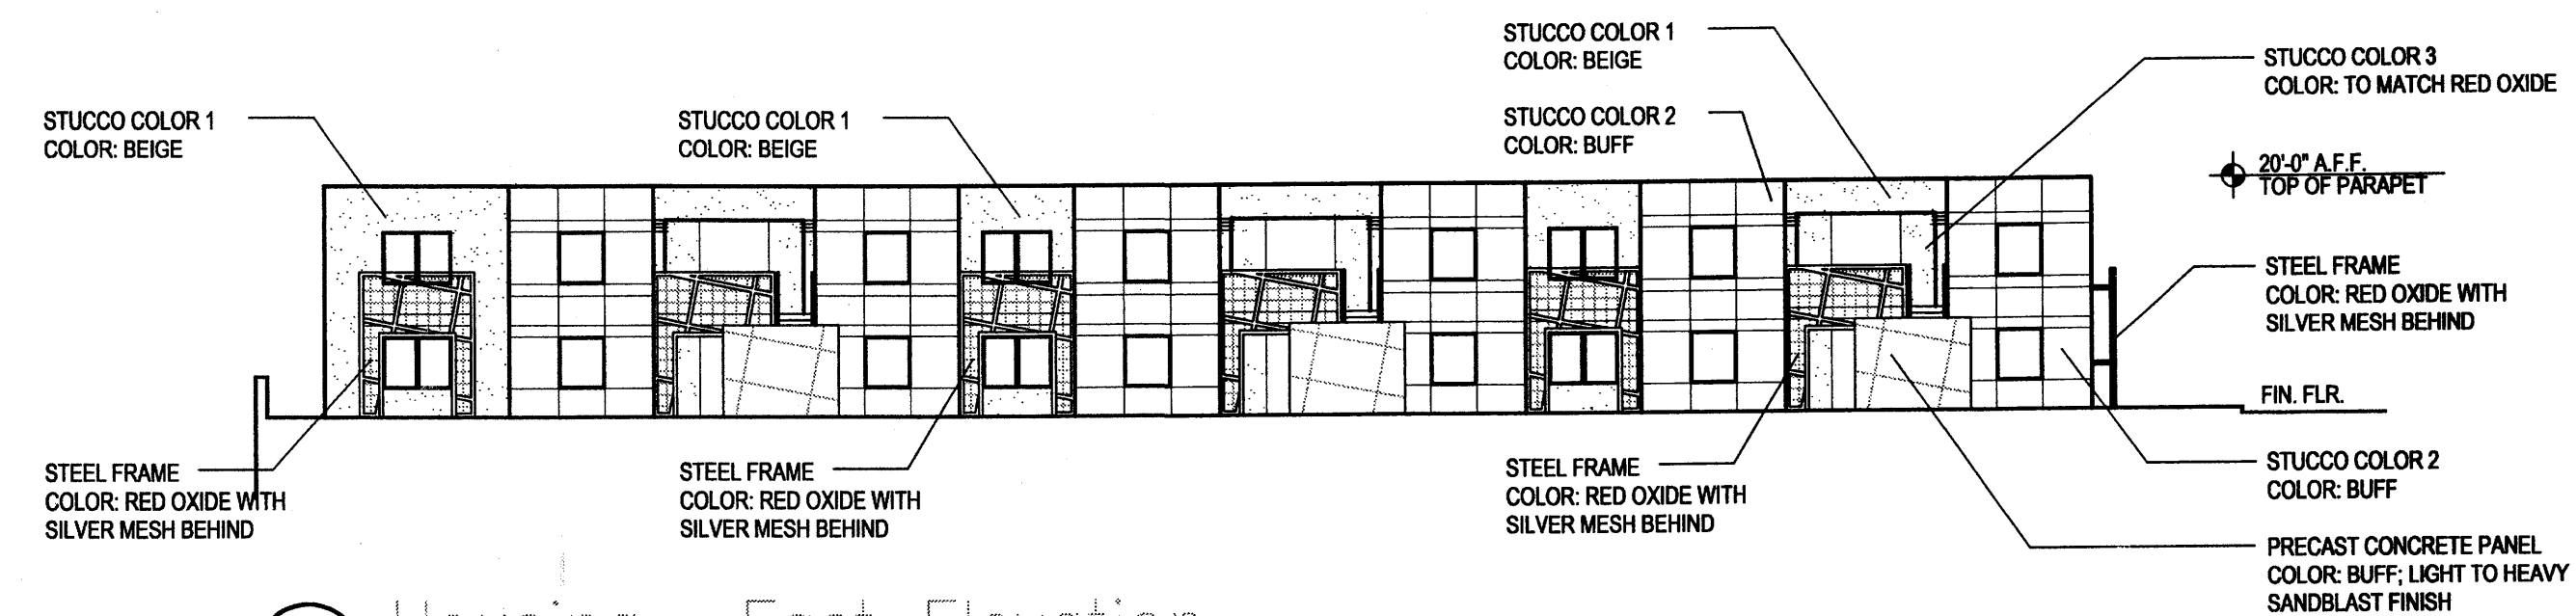 STUCCO COLOR 1
COLOR: BEIGE
STUCCO COLOR 3
COLOR: TO MATCH RED OXIDE
STUCCO COLOR 1
COLOR: BEIGE
STUCCO COLOR 1
COLOR: BEIGE
STUCCO COLOR 2
COLOR: BUFF
20'-0" A.F.F.
TOP OF PARAPET
STEEL FRAME
COLOR: RED OXIDE WITH
SILVER MESH BEHIND
FIN. FLR.
STEEL FRAME
COLOR: RED OXIDE WITH
SILVER MESH BEHIND
STEEL FRAME
COLOR: RED OXIDE WITH
SILVER MESH BEHIND
STEEL FRAME
COLOR: RED OXIDE WITH
SILVER MESH BEHIND
STUCCO COLOR 2
COLOR: BUFF
PRECAST CONCRETE PANEL
COLOR: BUFF; LIGHT TO HEAVY
SANDBLAST FINISH